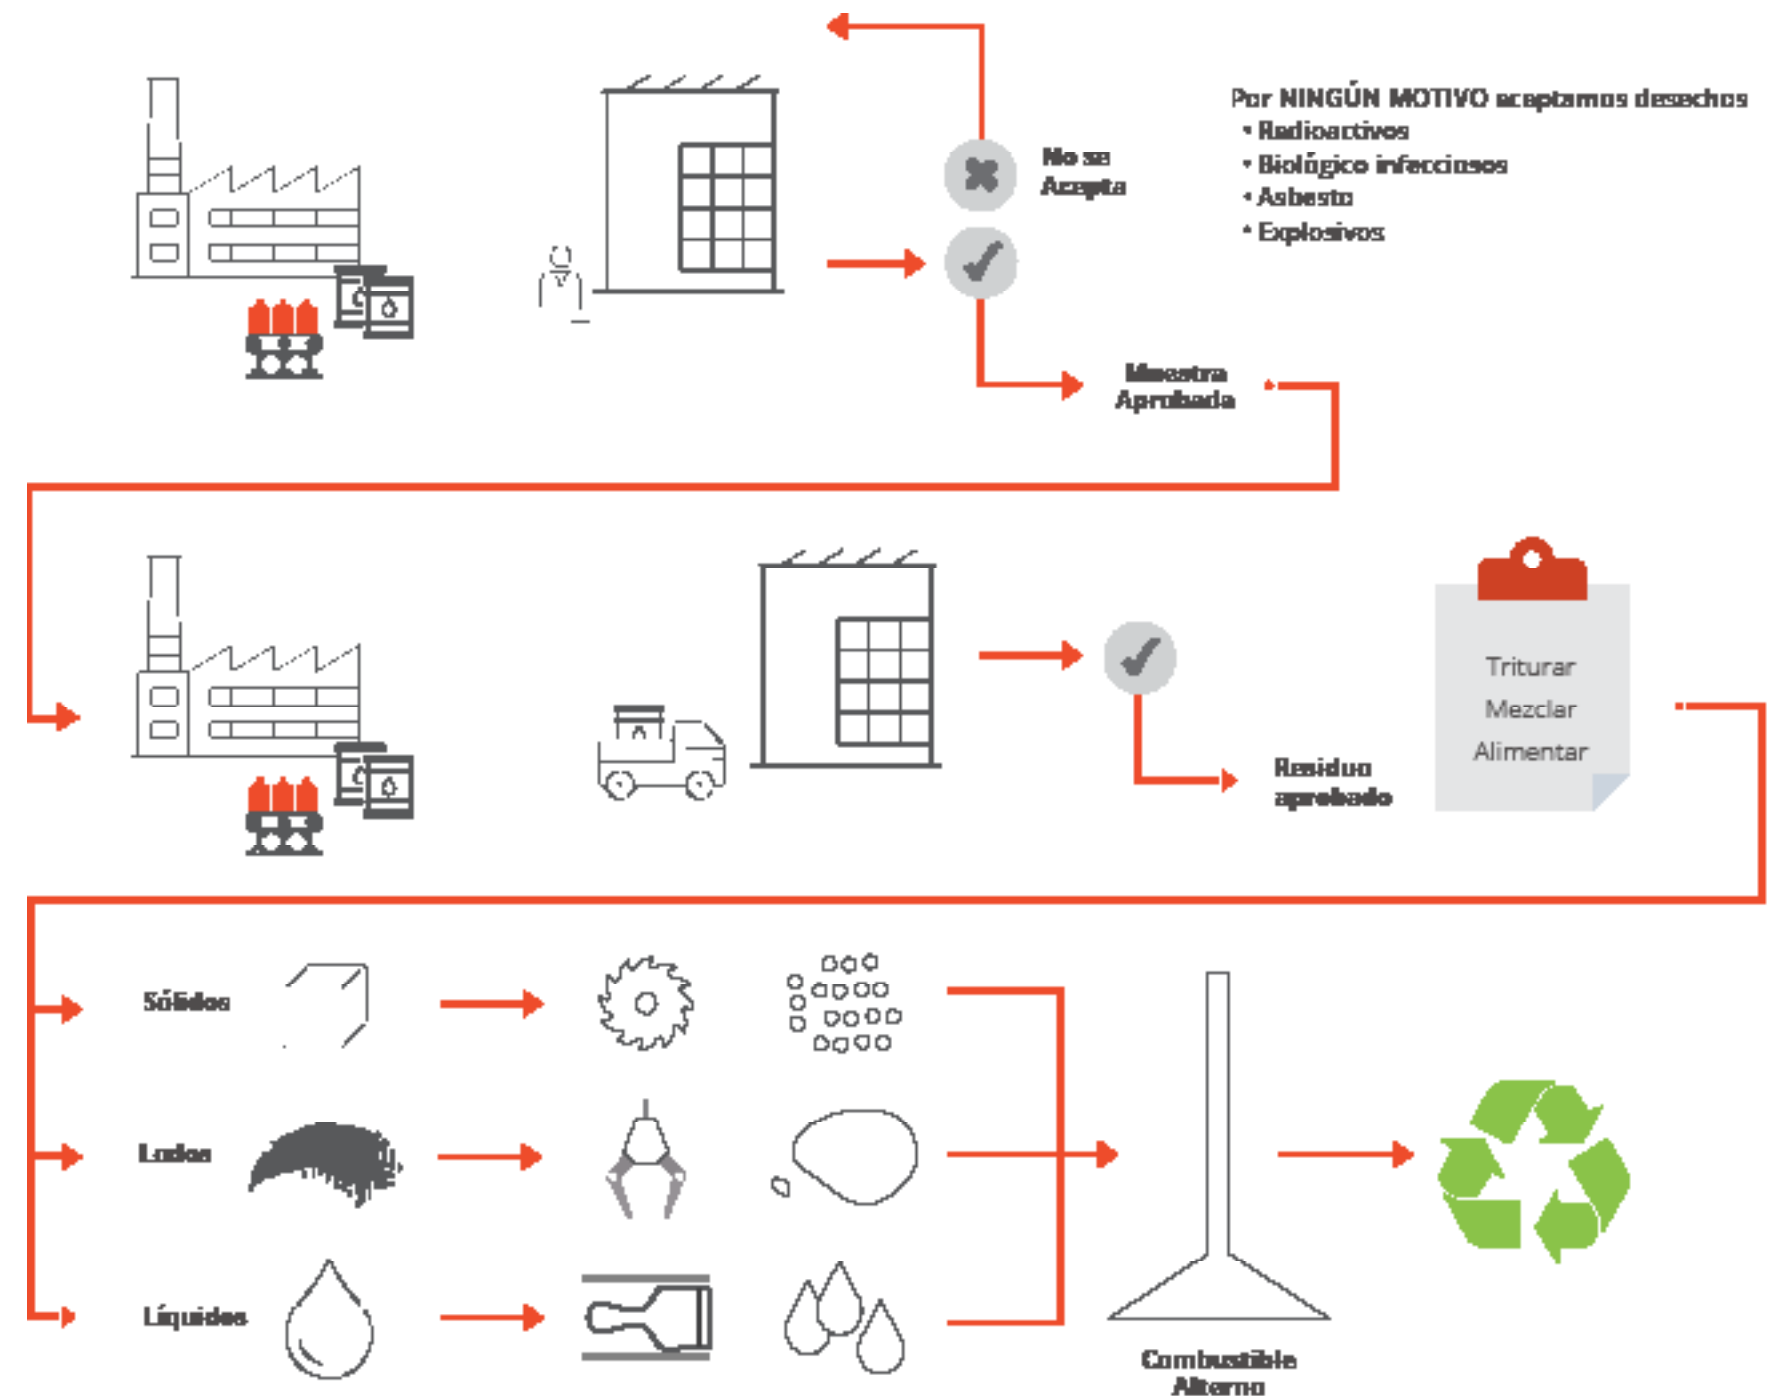 Por NINGÚN MOTIVO aceptamos desechos
• Radioactivos
• Biológico infecciosos
• Asbesto
• Explosivos
No se
Acepta
Muestra
Aprobada
Triturar
Mezclar
Alimentar
Residuo
aprobado
Sólidos
Lodos
Líquidos
Combustible
Alterno